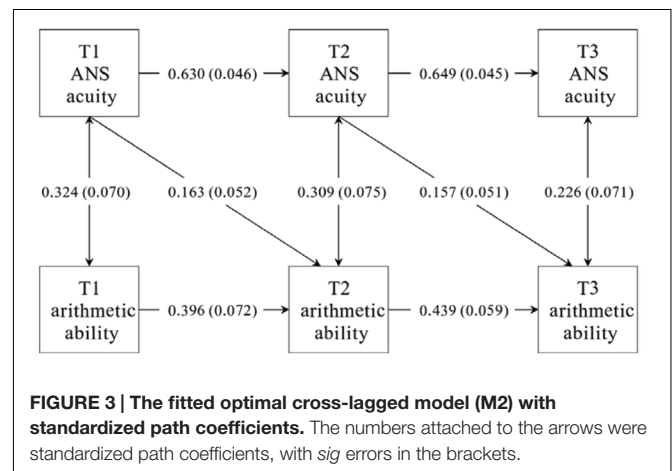 T1 ANS acuity
0.630 (0.046)
T2 ANS acuity
0.649 (0.045)
T3 ANS acuity
0.324 (0.070)
0.163 (0.052)
0.309 (0.075)
0.157 (0.051)
0.226 (0.071)
T1 arithmetic ability
0.396 (0.072)
T2 arithmetic ability
0.439 (0.059)
T3 arithmetic ability
FIGURE 3 | The fitted optimal cross-lagged model (M2) with
standardized path coefficients. The numbers attached to the arrows were
standardized path coefficients, with sig errors in the brackets.